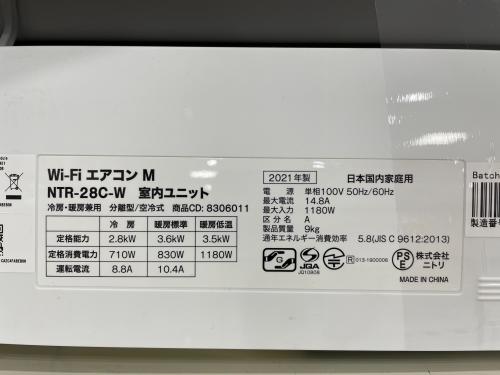 Wi-Fi エアコン M
NTR-28C-W 室内ユニット
冷房・暖房兼用 分離型/空冷式 商品CD: 8306011
冷房 暖房標準 暖房低温
定格能力 2.8kW 3.6kW 3.5kW
定格消費電力 710W 830W 1180W
運転電流 8.8A 10.4A
2021年製 日本国内家庭用
電源 : 単相100V 50Hz/60Hz
最大電流 : 14.8A
最大入力 : 1180W
区分名 : A
製品質量 : 9kg
通年エネルギー消費効率 : 5.8(JIS C 9612:2013)
G S JQA JQ10808 R 013-190006 PSE 株式会社
ニトリ
MADE IN CHINA
Batch
製造番号